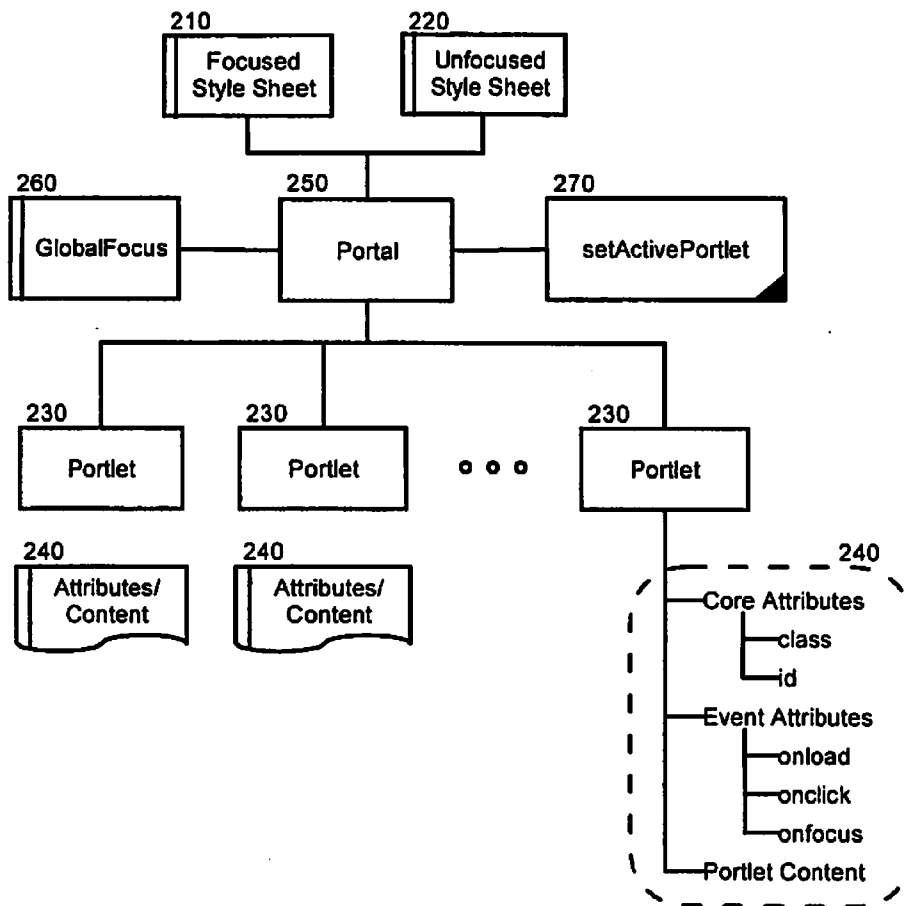 210
Focused
Style Sheet
220
Unfocused
Style Sheet
260
GlobalFocus
250
Portal
270
setActivePortlet
230
Portlet
230
Portlet
230
Portlet
240
Attributes/
Content
240
Attributes/
Content
240
Core Attributes
class
id
Event Attributes
onload
onclick
onfocus
Portlet Content